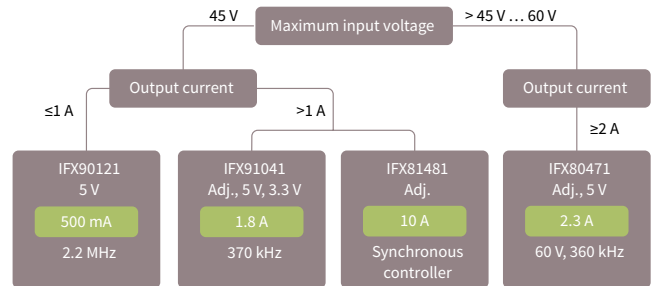 45 V
Maximum input voltage
> 45 V … 60 V
Output current
Output current
≤1 A
>1 A
≥2 A
IFX90121
5 V
500 mA
2.2 MHz
IFX91041
Adj., 5 V, 3.3 V
1.8 A
370 kHz
IFX81481
Adj.
10 A
Synchronous
controller
IFX80471
Adj., 5 V
2.3 A
60 V, 360 kHz